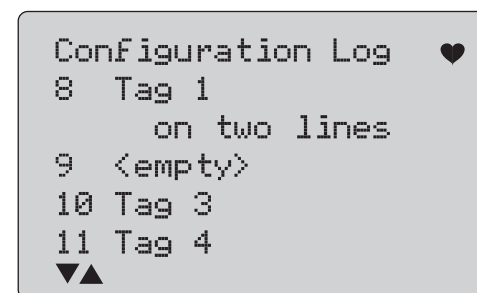 Configuration Log
8 Tag 1
on two lines
9 <empty>
10 Tag 3
11 Tag 4